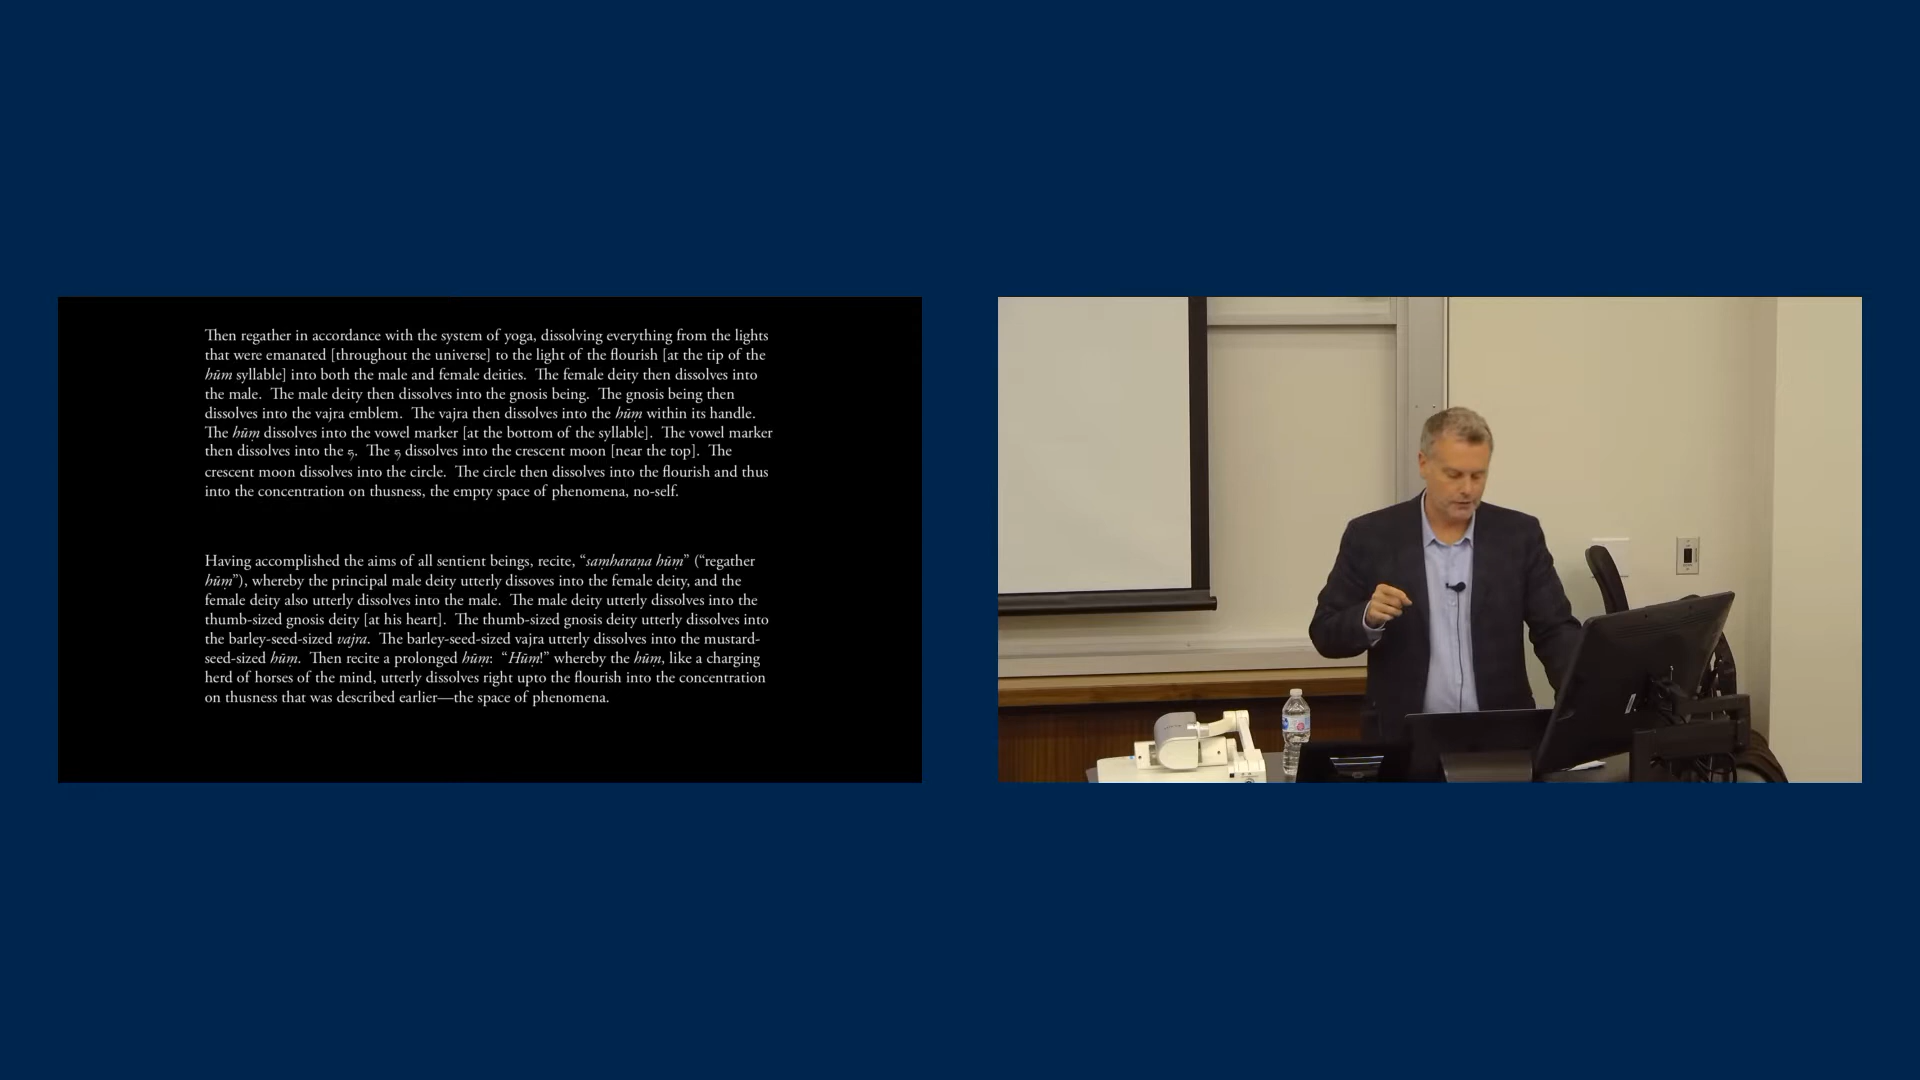 Then regather in accordance with the system of yoga, dissolving everything from the lights
that were emanated [throughout the universe] to the light of the flourish [at the tip of the
hūm syllable] into both the male and female deities. The female deity then dissolves into
the male. The male deity then dissolves into the gnosis being. The gnosis being then
dissolves into the vajra emblem. The vajra then dissolves into the hūṃ within its handle.
The hūṃ dissolves into the vowel marker [at the bottom of the syllable]. The vowel marker
then dissolves into the . The dissolves into the crescent moon [near the top]. The
crescent moon dissolves into the circle. The circle then dissolves into the flourish and thus
into the concentration on thusness, the empty space of phenomena, no-self.
Having accomplished the aims of all sentient beings, recite, “saṃharaṇa hūṃ” (“regather
hūṃ”), whereby the principal male deity utterly dissoves into the female deity, and the
female deity also utterly dissolves into the male. The male deity utterly dissolves into the
thumb-sized gnosis deity [at his heart]. The thumb-sized gnosis deity utterly dissolves into
the barley-seed-sized vajra. The barley-seed-sized vajra utterly dissolves into the mustard-
seed-sized hūṃ. Then recite a prolonged hūṃ: “Hūṃ!” whereby the hūṃ, like a charging
herd of horses of the mind, utterly dissolves right upto the flourish into the concentration
on thusness that was described earlier—the space of phenomena.